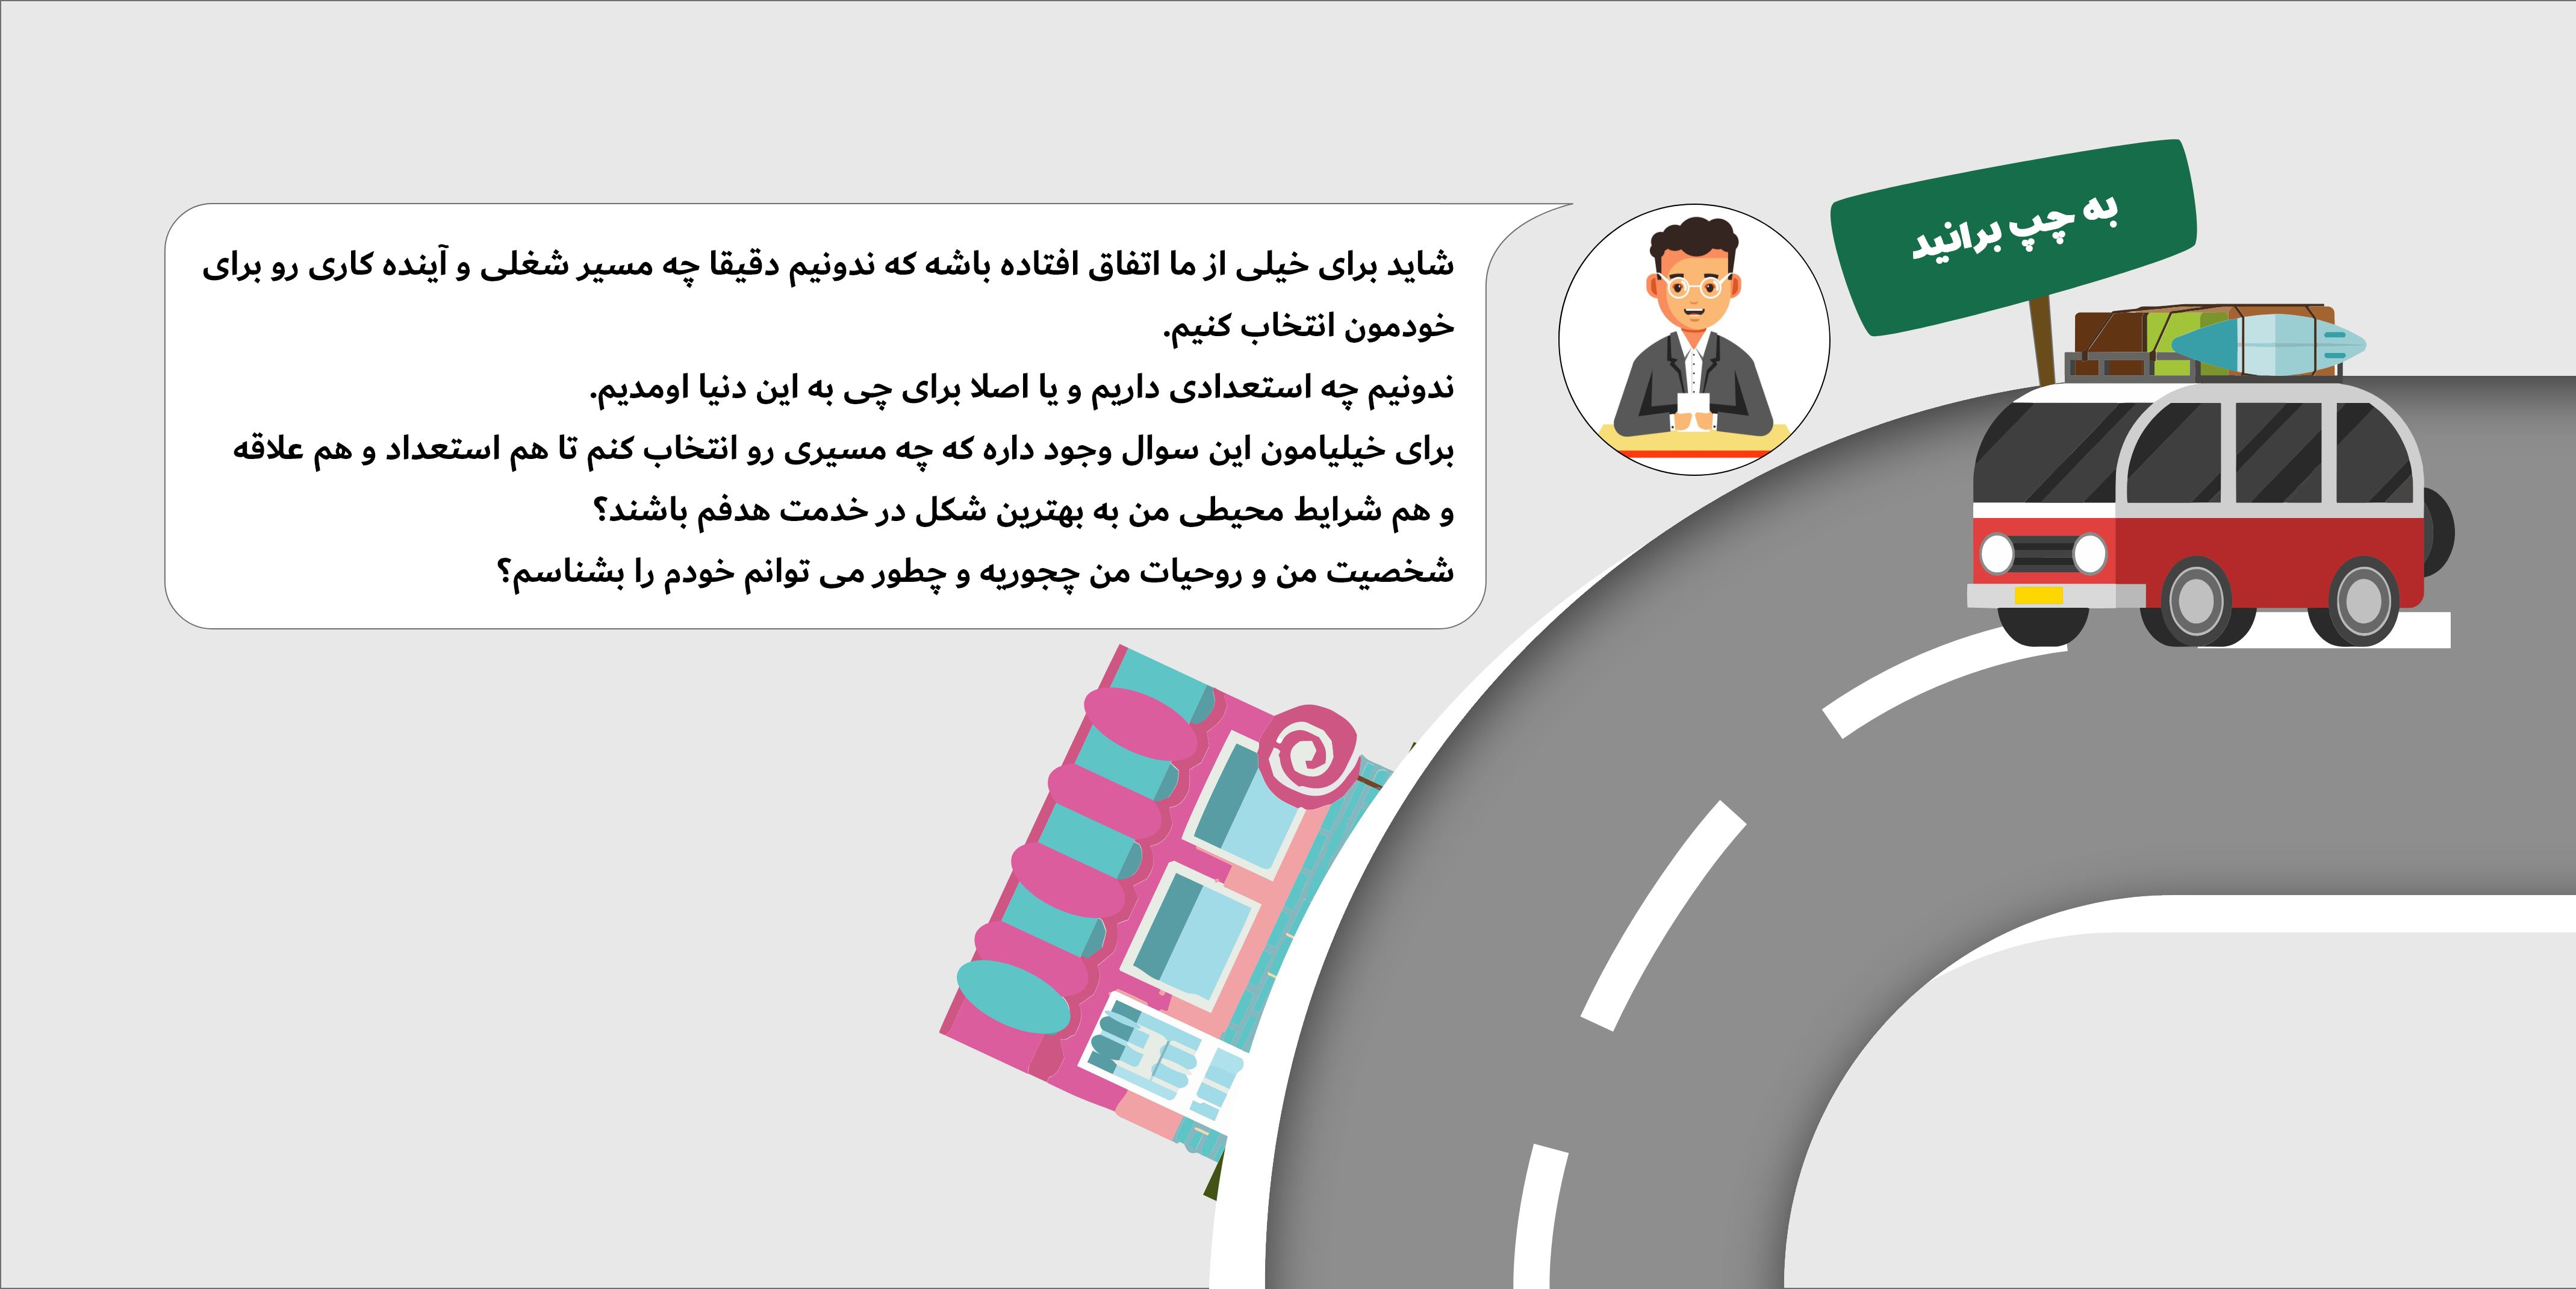 به چپ برانید
شاید برای خیلی از ما اتفاق افتاده باشه که ندونیم دقیقا چه مسیر شغلی و آینده کاری رو برای
خودمون انتخاب کنیم.
ندونیم چه استعدادی داریم و یا اصلا برای چی به این دنیا اومدیم.
برای خیلیامون این سوال وجود داره که چه مسیری رو انتخاب کنم تا هم استعداد و هم علاقه
و هم شرایط محیطی من به بهترین شکل در خدمت هدفم باشند؟
شخصیت من و روحیات من چجوریه و چطور می توانم خودم را بشناسم؟